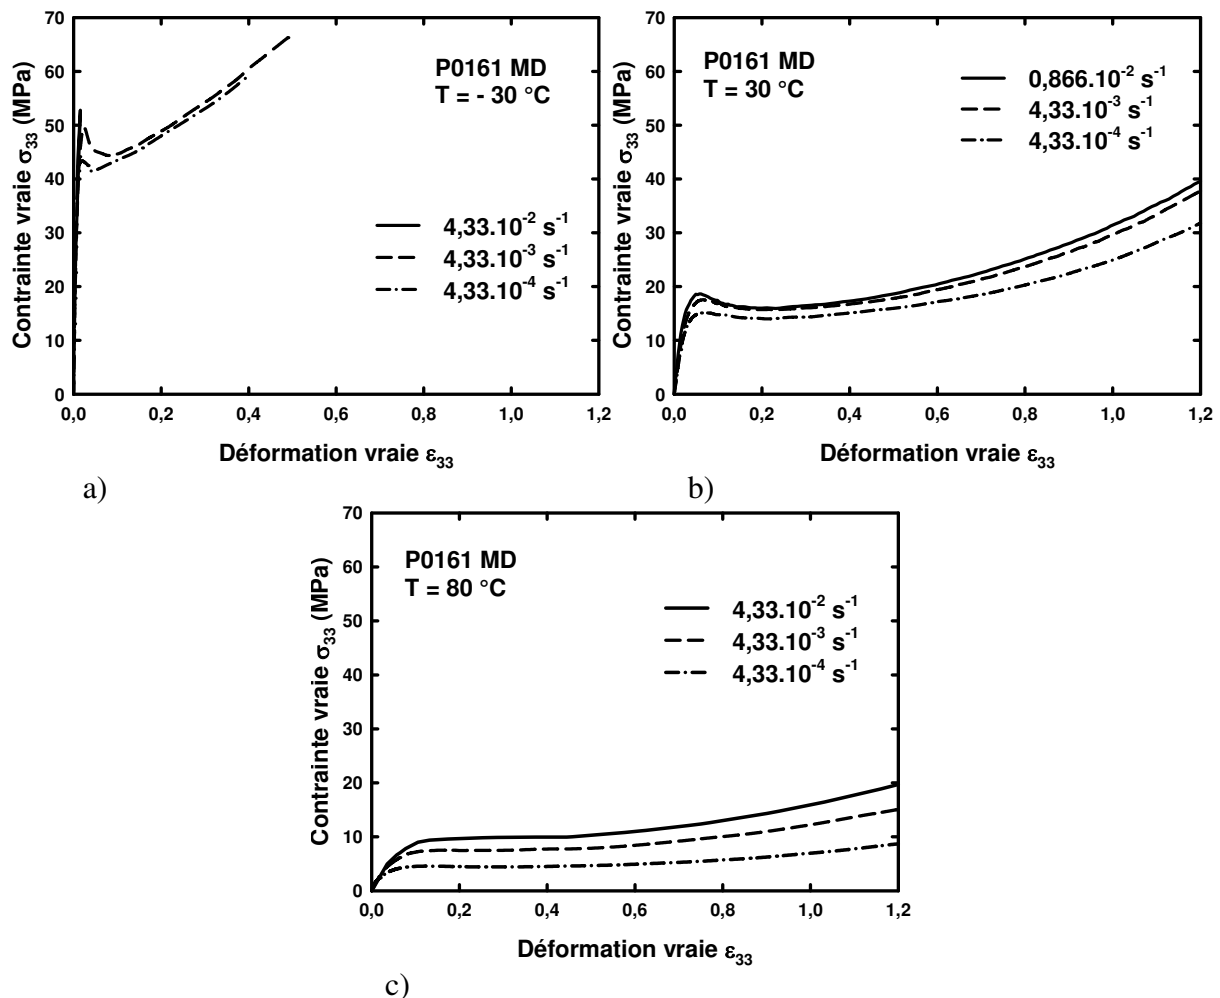 70
60
50
40
30
20
10
0
Contrainte vraie σ33 (MPa)
P0161 MD
T = - 30 °C
4,33.10-2 s-1
4,33.10-3 s-1
4,33.10-4 s-1
0,0 0,2 0,4 0,6 0,8 1,0 1,2
Déformation vraie ε33
a)
70
60
50
40
30
20
10
0
Contrainte vraie σ33 (MPa)
P0161 MD
T = 30 °C
0,866.10-2 s-1
4,33.10-3 s-1
4,33.10-4 s-1
0,0 0,2 0,4 0,6 0,8 1,0 1,2
Déformation vraie ε33
b)
70
60
50
40
30
20
10
0
Contrainte vraie σ33 (MPa)
P0161 MD
T = 80 °C
4,33.10-2 s-1
4,33.10-3 s-1
4,33.10-4 s-1
0,0 0,2 0,4 0,6 0,8 1,0 1,2
Déformation vraie ε33
c)